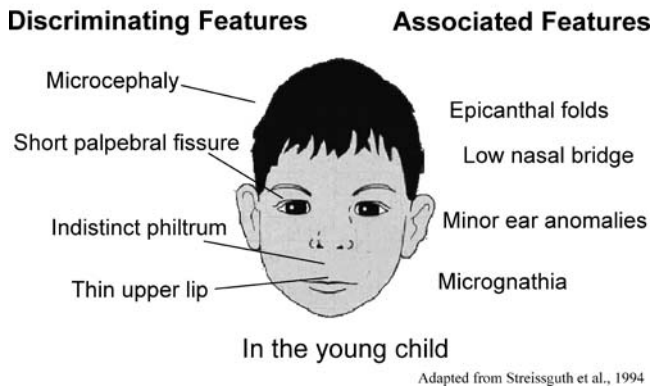 Discriminating Features
Associated Features
Microcephaly
Short palpebral fissure
Indistinct philtrum
Thin upper lip
Epicanthal folds
Low nasal bridge
Minor ear anomalies
Micrognathia
In the young child
Adapted from Streissguth et al., 1994